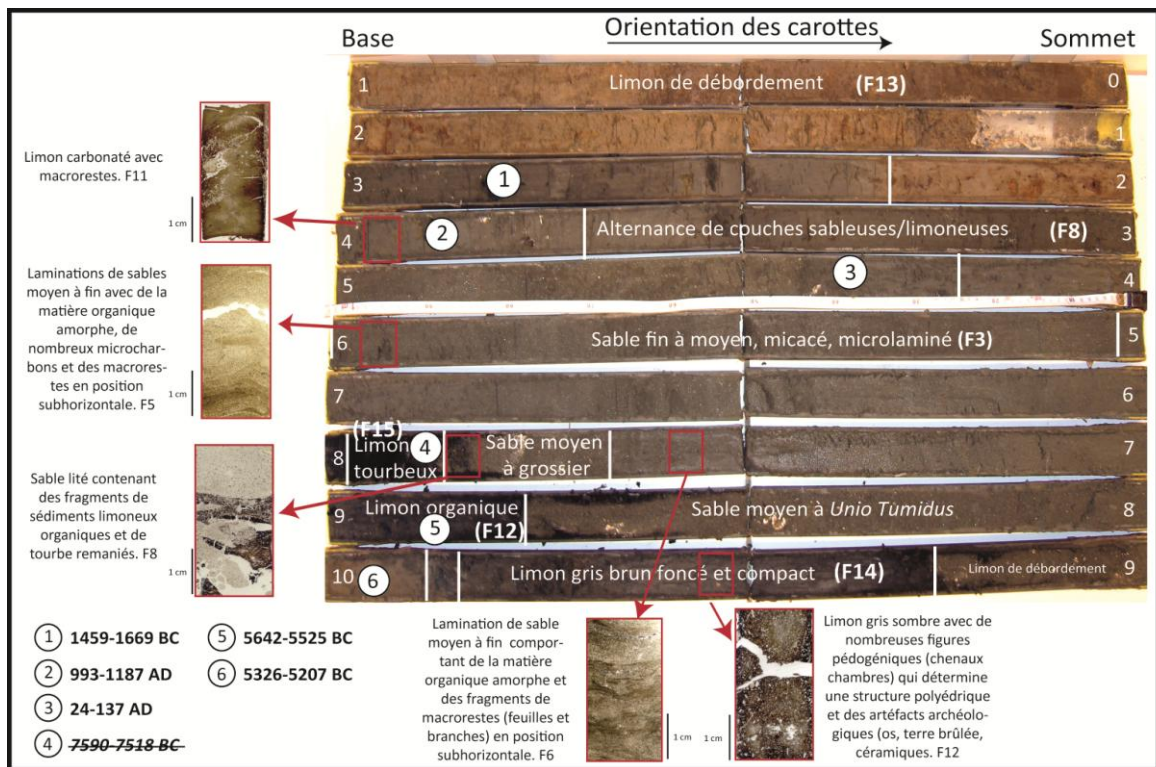 Orientation des carottes
Base
Sommet
1
Limon de débordement (F13)
0
2
1
3
1
2
4
2
Alternance de couches sableuses/limoneuses (F8)
3
5
3
4
6
Sable fin à moyen, micacé, microlaminé (F3)
5
7
6
8
(F15)
Limon
tourbeux
4
Sable moyen
à grossier
7
9
Limon organique
(F12)
5
Sable moyen à Unio Tumidus
8
10
6
Limon gris brun foncé et compact (F14)
Limon de débordement
9
Limon carbonaté avec
macrorestes. F11
1 cm
Laminations de sables
moyen à fin avec de la
matière organique
amorphe, de
nombreux microchar-
bons et des macrores-
tes en position
subhorizontale. F5
1 cm
Sable lité contenant
des fragments de
sédiments limoneux
organiques et de
tourbe remaniés. F8
1 cm
1 1459-1669 BC
2 993-1187 AD
3 24-137 AD
4 7590-7518 BC
5 5642-5525 BC
6 5326-5207 BC
Lamination de sable
moyen à fin compor-
tant de la matière
organique amorphe et
des fragments de
macrorestes (feuilles et
branches) en position
subhorizontale. F6
1 cm
1 cm
Limon gris sombre avec de
nombreuses figures
pédogéniques (chenaux
chambres) qui détermine
une structure polyédrique
et des artéfacts archéolo-
giques (os, terre brûlée,
céramiques. F12